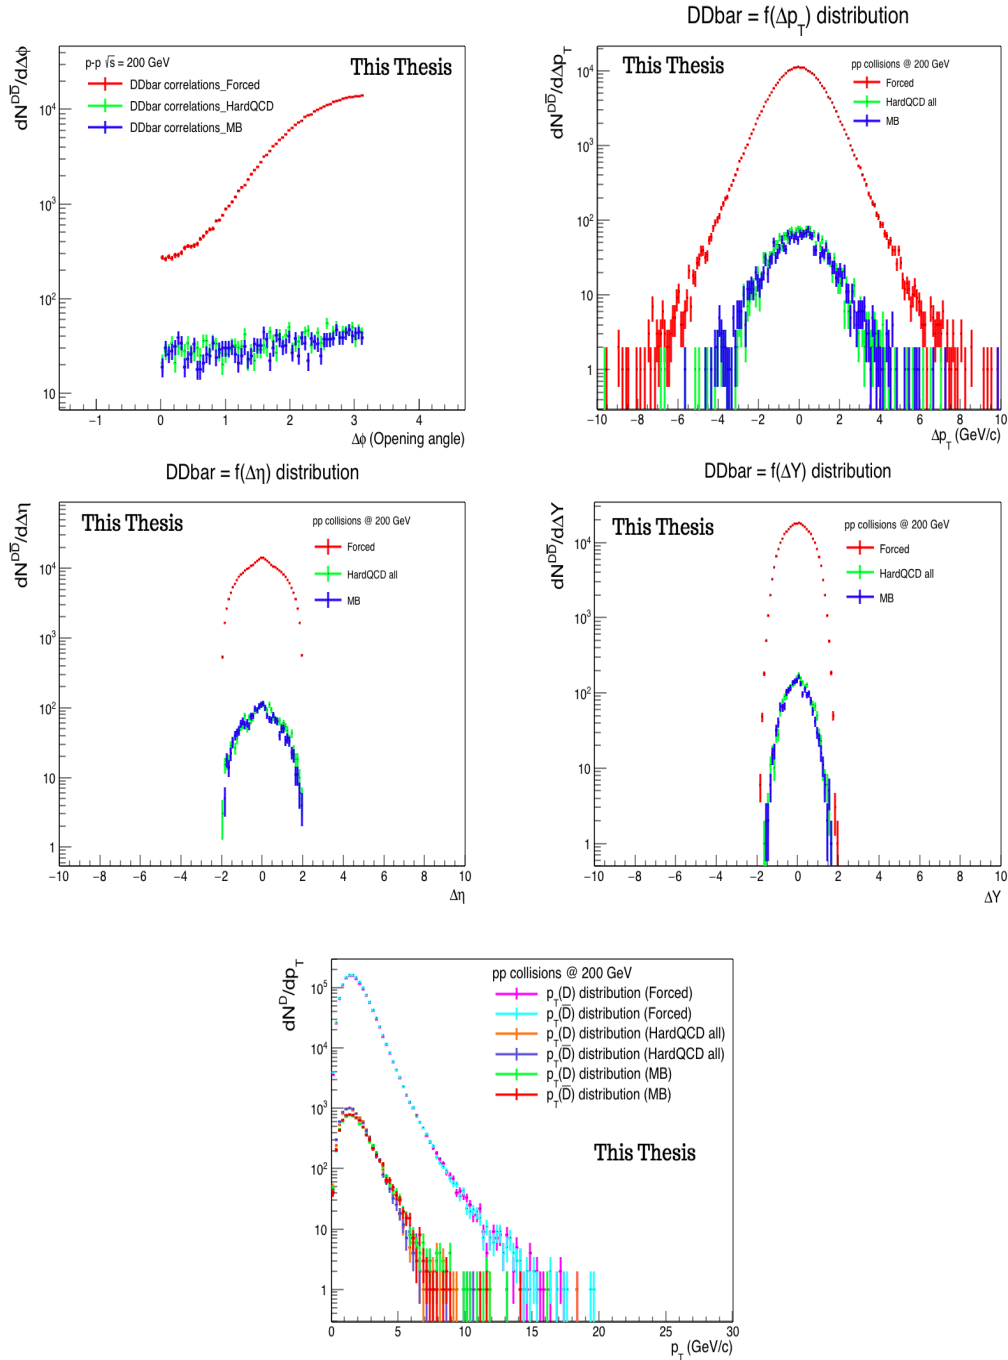 dN^DD̅/dΔϕ
p-p √s = 200 GeV
This Thesis
DDbar correlations_Forced
DDbar correlations_HardQCD
DDbar correlations_MB
10^4
10^3
10^2
10
−1 0 1 2 3 4
Δϕ (Opening angle)
DDbar = f(Δp_T) distribution
dN^DD̅/dΔp_T
This Thesis
pp collisions @ 200 GeV
Forced
HardQCD all
MB
10^4
10^3
10^2
10
1
−10 −8 −6 −4 −2 0 2 4 6 8 10
Δp_T (GeV/c)
DDbar = f(Δη) distribution
dN^DD̅/dΔη
This Thesis
pp collisions @ 200 GeV
Forced
HardQCD all
MB
10^4
10^3
10^2
10
1
−10 −8 −6 −4 −2 0 2 4 6 8 10
Δη
DDbar = f(ΔY) distribution
dN^DD̅/dΔY
This Thesis
pp collisions @ 200 GeV
Forced
HardQCD all
MB
10^4
10^3
10^2
10
1
−10 −8 −6 −4 −2 0 2 4 6 8 10
ΔY
dN^D/dp_T
pp collisions @ 200 GeV
p_T(D) distribution (Forced)
p_T(D̅) distribution (Forced)
p_T(D) distribution (HardQCD all)
p_T(D̅) distribution (HardQCD all)
p_T(D) distribution (MB)
p_T(D̅) distribution (MB)
This Thesis
10^5
10^4
10^3
10^2
10
1
0 5 10 15 20 25 30
p_T (GeV/c)